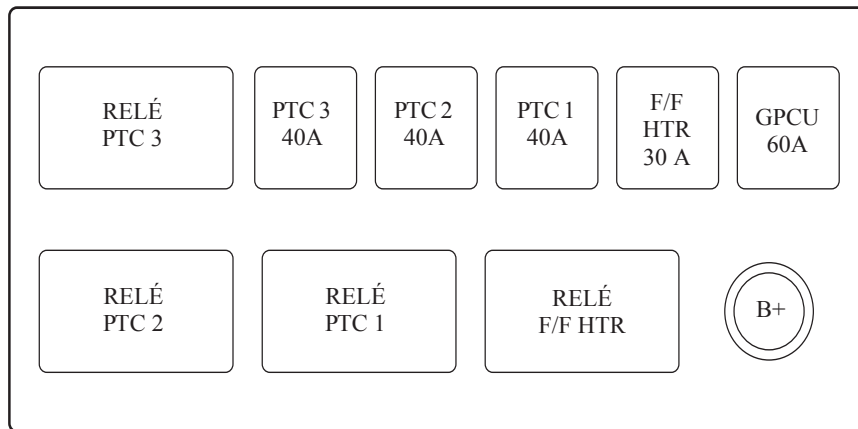 RELÉ
PTC 3
PTC 3
40A
PTC 2
40A
PTC 1
40A
F/F
HTR
30 A
GPCU
60A
RELÉ
PTC 2
RELÉ
PTC 1
RELÉ
F/F HTR
B+